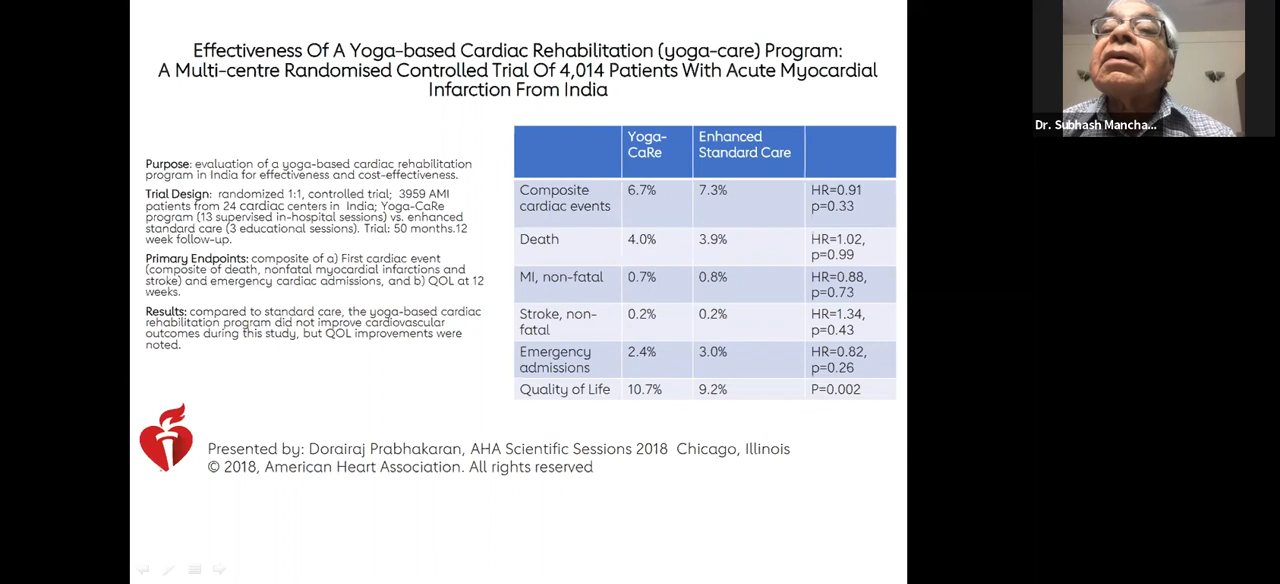 Effectiveness Of A Yoga-based Cardiac Rehabilitation (yoga-care) Program:
A Multi-centre Randomised Controlled Trial Of 4,014 Patients With Acute Myocardial
Infarction From India
Purpose: evaluation of a yoga-based cardiac rehabilitation
program in India for effectiveness and cost-effectiveness.
Trial Design: randomized 1:1, controlled trial; 3959 AMI
patients from 24 cardiac centers in India; Yoga-CaRe
program (13 supervised in-hospital sessions) vs. enhanced
standard care (3 educational sessions). Trial: 50 months.12
week follow-up.
Primary Endpoints: composite of a) First cardiac event
(composite of death, nonfatal myocardial infarctions and
stroke) and emergency cardiac admissions, and b) QOL at 12
weeks.
Results: compared to standard care, the yoga-based cardiac
rehabilitation program did not improve cardiovascular
outcomes during this study, but QOL improvements were
noted.
Yoga-
CaRe
Enhanced
Standard Care
Composite
cardiac events
6.7%
7.3%
HR=0.91
p=0.33
Death
4.0%
3.9%
HR=1.02,
p=0.99
MI, non-fatal
0.7%
0.8%
HR=0.88,
p=0.73
Stroke, non-
fatal
0.2%
0.2%
HR=1.34,
p=0.43
Emergency
admissions
2.4%
3.0%
HR=0.82,
p=0.26
Quality of Life
10.7%
9.2%
P=0.002
Presented by: Dorairaj Prabhakaran, AHA Scientific Sessions 2018 Chicago, Illinois
© 2018, American Heart Association. All rights reserved
Dr. Subhash Mancha...